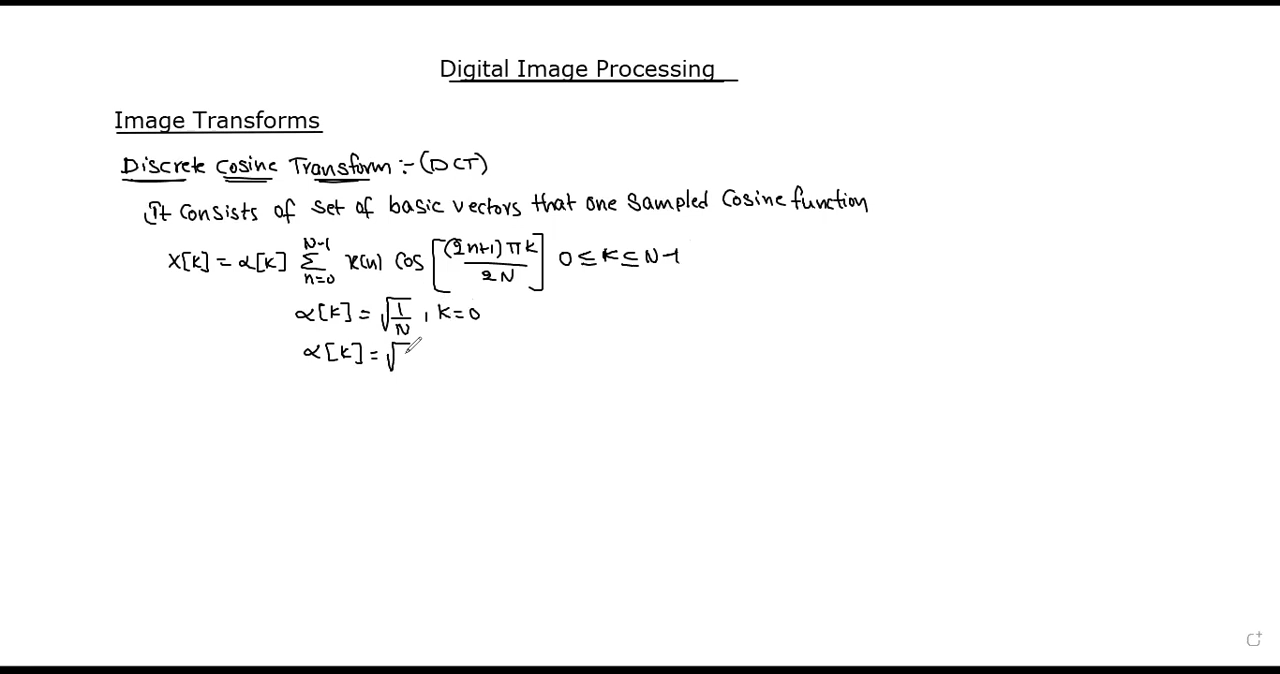 Digital Image Processing
Image Transforms
Discrete Cosine Transform :- (DCT)
It consists of set of basic vectors that one sampled cosine function
X[k] = α[k] N-1 Σ n=0 x(n) cos [(2n+1)πk / 2N] 0 ≤ k ≤ N-1
α[k] = √1/N , k=0
α[k] = √